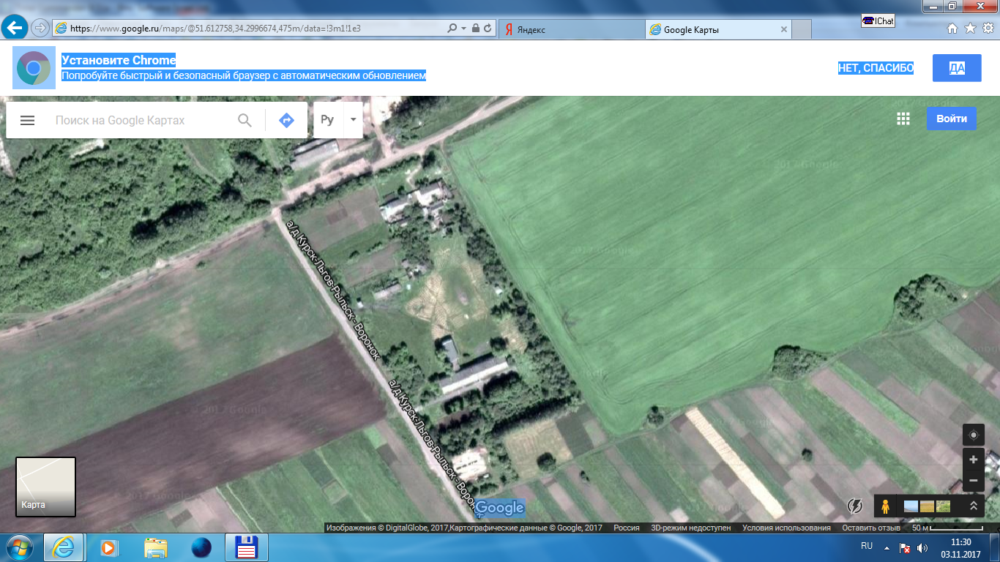 https://www.google.ru/maps/@51.612758,34.2996674,475m/data=!3m1!1e3
Яндекс
Google Карты
IChat
Установите Chrome
Попробуйте быстрый и безопасный браузер с автоматическим обновлением
НЕТ, СПАСИБО
ДА
Поиск на Google Картах
Ру
Войти
а/д Курск-Льгов-Рыльск - Воронок
а/д Курск-Льгов-Рыльск - Воронок
Карта
Google
Изображения © DigitalGlobe, 2017,Картографические данные © Google, 2017
Россия
3D-режим недоступен
Условия использования
Оставить отзыв
50 м
RU
11:30
03.11.2017